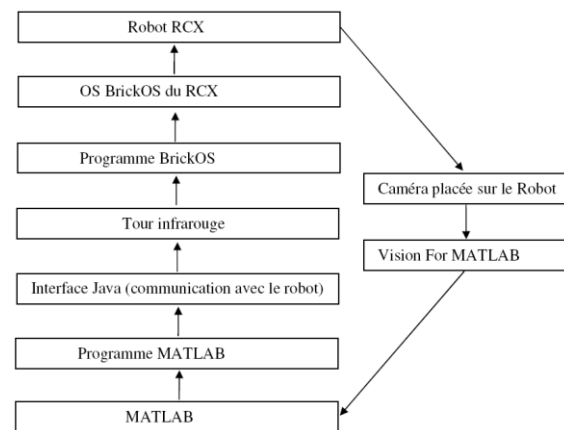 Robot RCX
OS BrickOS du RCX
Programme BrickOS
Tour infrarouge
Interface Java (communication avec le robot)
Programme MATLAB
MATLAB
Caméra placée sur le Robot
Vision For MATLAB